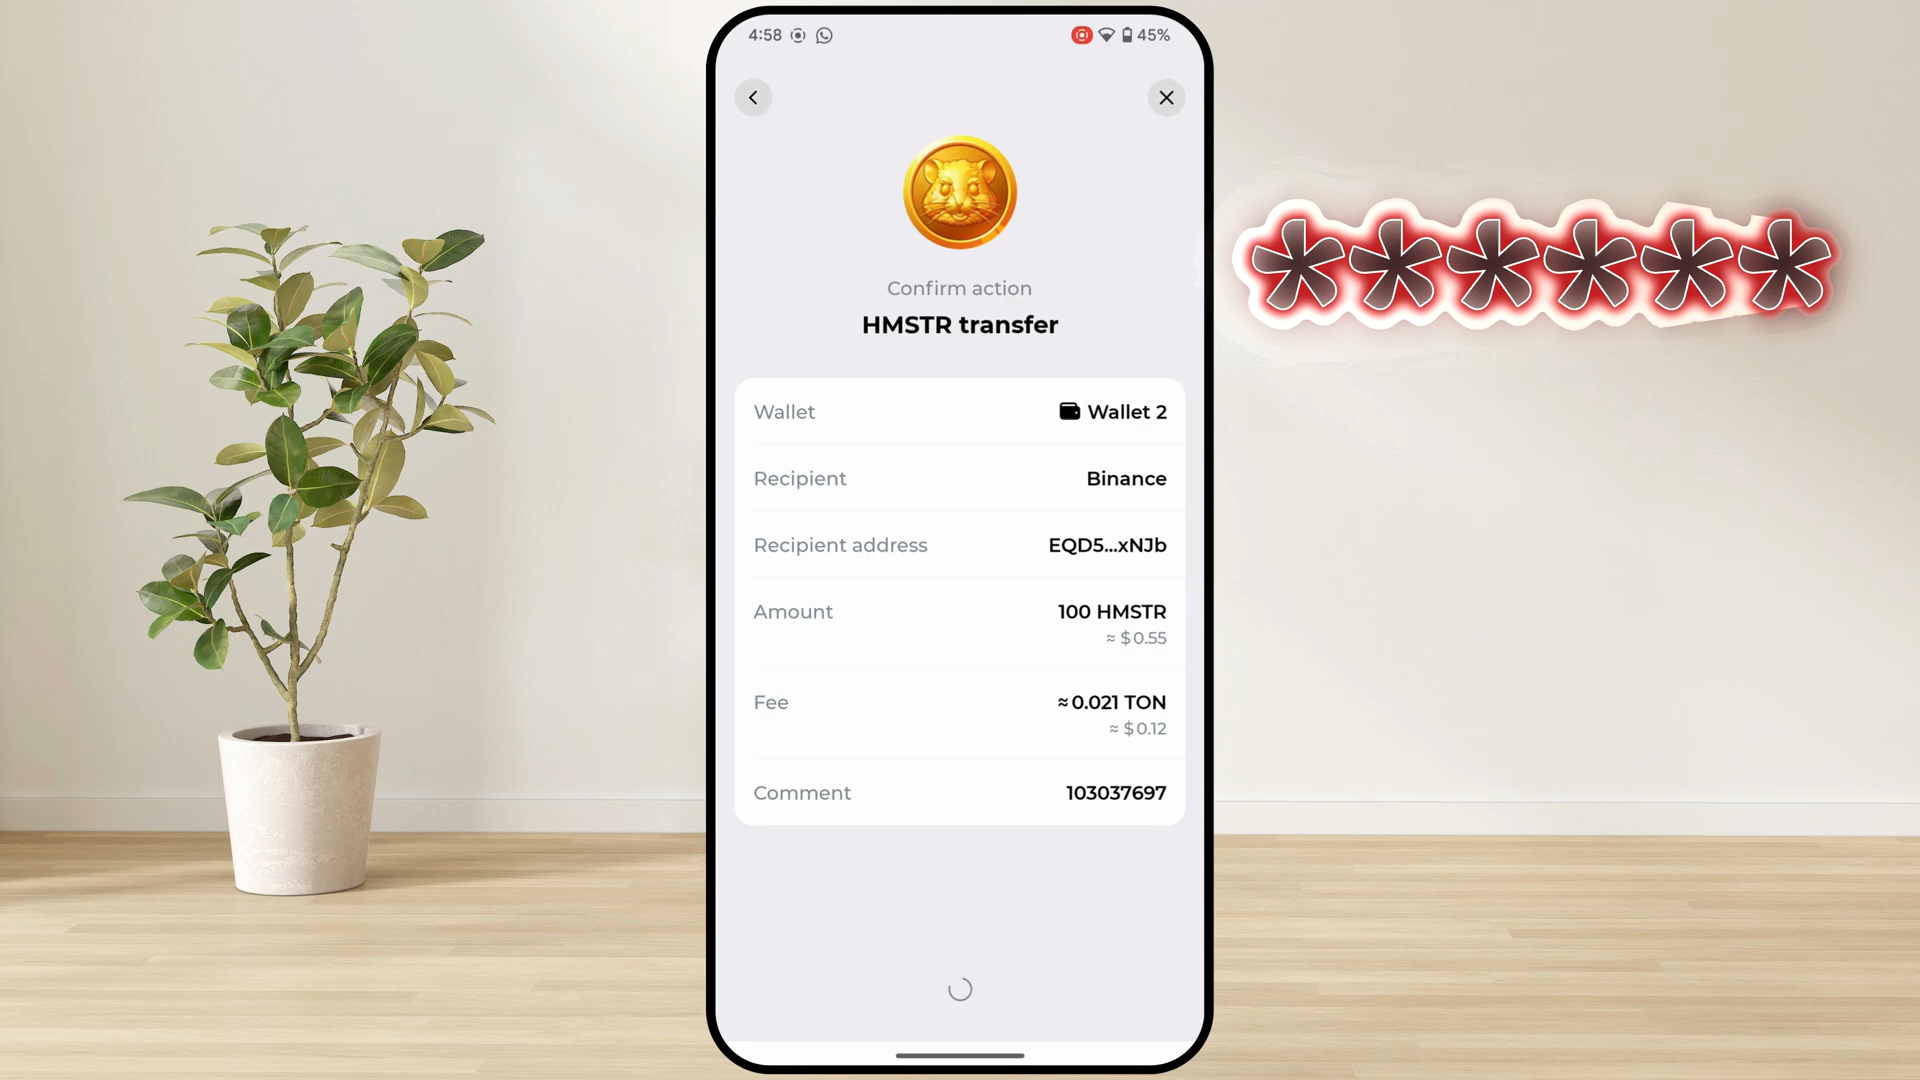 4:58
45%
Confirm action
HMSTR transfer
Wallet Wallet 2
Recipient Binance
Recipient address EQD5...xNJb
Amount 100 HMSTR
≈ $0.55
Fee ≈0.021 TON
≈ $0.12
Comment 103037697
******